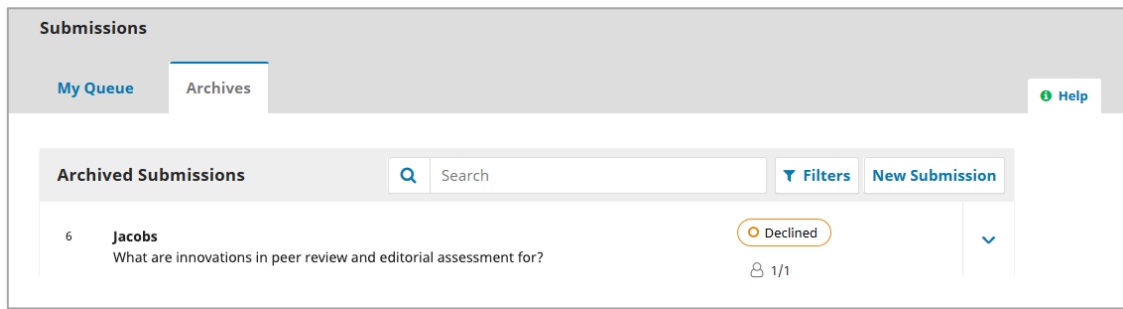 Submissions
My Queue Archives
Help
Archived Submissions Search Filters New Submission
6 Jacobs Declined
What are innovations in peer review and editorial assessment for?
1/1